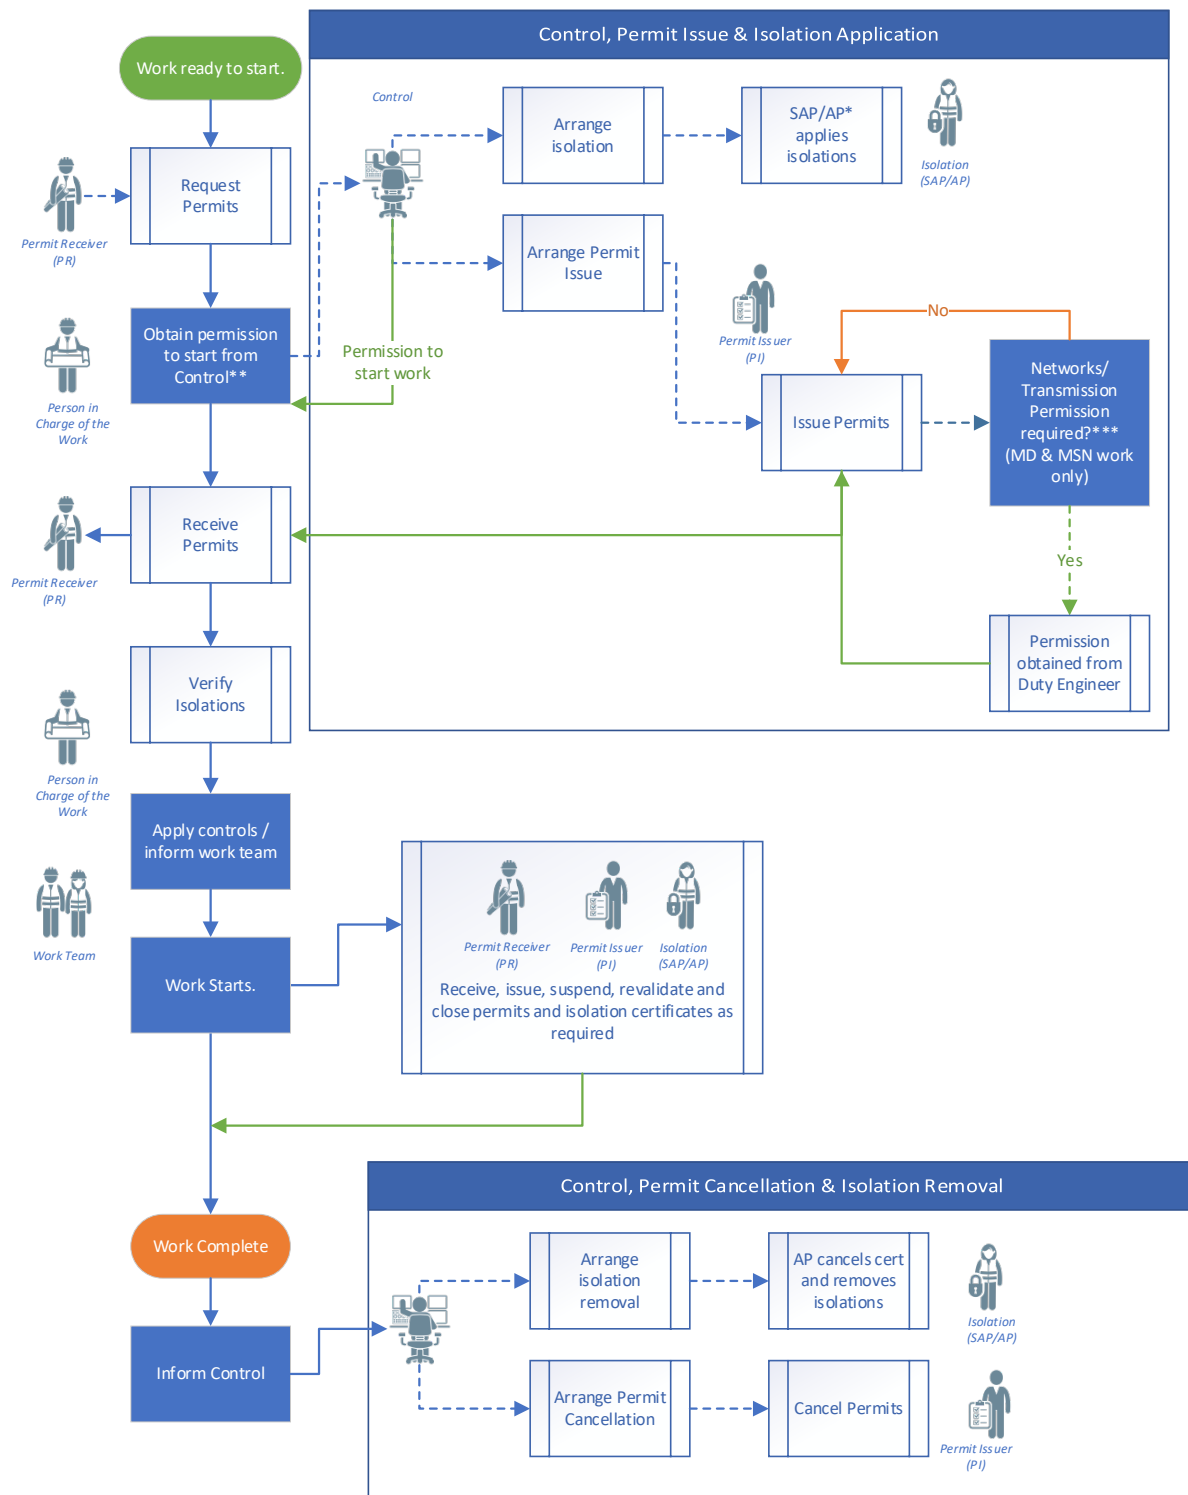 Control, Permit Issue & Isolation Application
Work ready to start.
Control
Arrange
isolation
SAP/AP*
applies
isolations
Isolation
(SAP/AP)
Request
Permits
Permit Receiver
(PR)
Arrange Permit
Issue
Permit Issuer
(PI)
No
Obtain permission
to start from
Control**
Person in
Charge of the
Work
Permission to
start work
Issue Permits
Networks/
Transmission
Permission
required?***
(MD & MSN work
only)
Receive
Permits
Permit Receiver
(PR)
Yes
Permission
obtained from
Duty Engineer
Verify
Isolations
Person in
Charge of the
Work
Apply controls /
inform work team
Work Team
Work Starts.
Permit Receiver
(PR)
Permit Issuer
(PI)
Isolation
(SAP/AP)
Receive, issue, suspend, revalidate and
close permits and isolation certificates as
required
Control, Permit Cancellation & Isolation Removal
Work Complete
Arrange
isolation
removal
AP cancels cert
and removes
isolations
Isolation
(SAP/AP)
Inform Control
Arrange Permit
Cancellation
Cancel Permits
Permit Issuer
(PI)